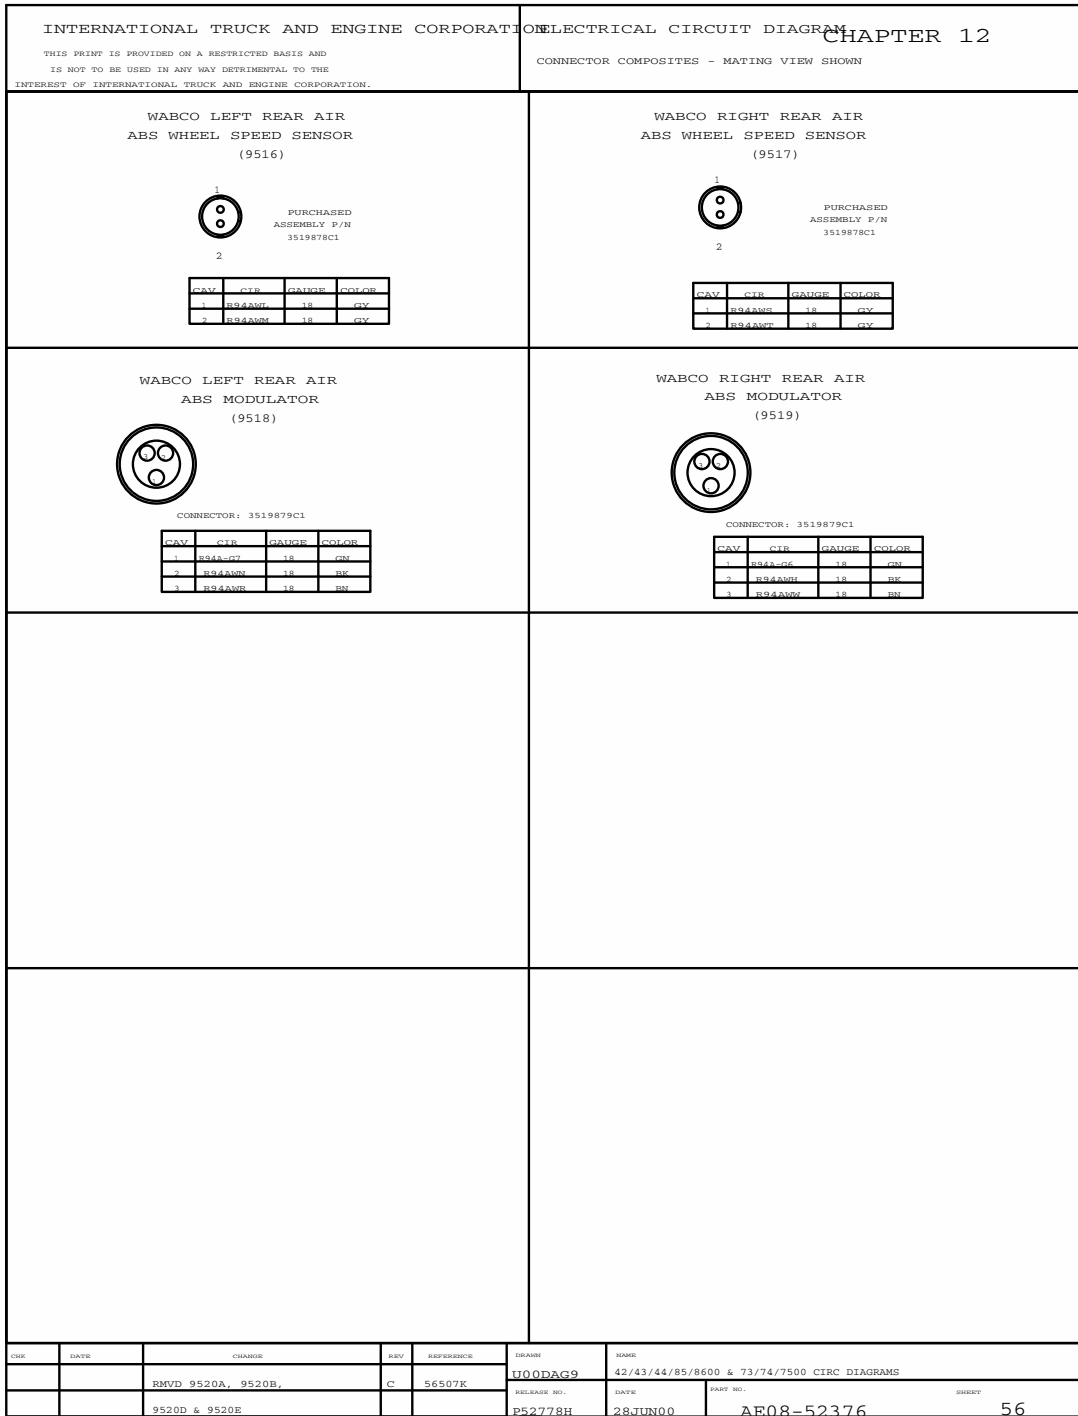 INTERNATIONAL TRUCK AND ENGINE CORPORATION
THIS PRINT IS PROVIDED ON A RESTRICTED BASIS AND
IS NOT TO BE USED IN ANY WAY DETRIMENTAL TO THE
INTEREST OF INTERNATIONAL TRUCK AND ENGINE CORPORATION.
ELECTRICAL CIRCUIT DIAGRAM
CHAPTER 12
CONNECTOR COMPOSITES - MATING VIEW SHOWN
WABCO LEFT REAR AIR
ABS WHEEL SPEED SENSOR
(9516)
1
PURCHASED
ASSEMBLY P/N
3519878C1
2
CAV CIR GAUGE COLOR
1 R94AWL 18 GY
2 R94AWM 18 GY
WABCO RIGHT REAR AIR
ABS WHEEL SPEED SENSOR
(9517)
1
PURCHASED
ASSEMBLY P/N
3519878C1
2
CAV CIR GAUGE COLOR
1 R94AWS 18 GY
2 R94AWT 18 GY
WABCO LEFT REAR AIR
ABS MODULATOR
(9518)
3 2
1
CONNECTOR: 3519879C1
CAV CIR GAUGE COLOR
1 R94A-G7 18 GN
2 R94AWN 18 BK
3 R94AWR 18 BN
WABCO RIGHT REAR AIR
ABS MODULATOR
(9519)
3 2
1
CONNECTOR: 3519879C1
CAV CIR GAUGE COLOR
1 R94A-G6 18 GN
2 R94AWH 18 BK
3 R94AWW 18 BN
CHK DATE CHANGE REV REFERENCE
RMVD 9520A, 9520B, C 56507K
9520D & 9520E
DRAWN
U00DAG9
NAME
42/43/44/85/8600 & 73/74/7500 CIRC DIAGRAMS
RELEASE NO.
P52778H
DATE
28JUN00
PART NO.
AE08-52376
SHEET
56